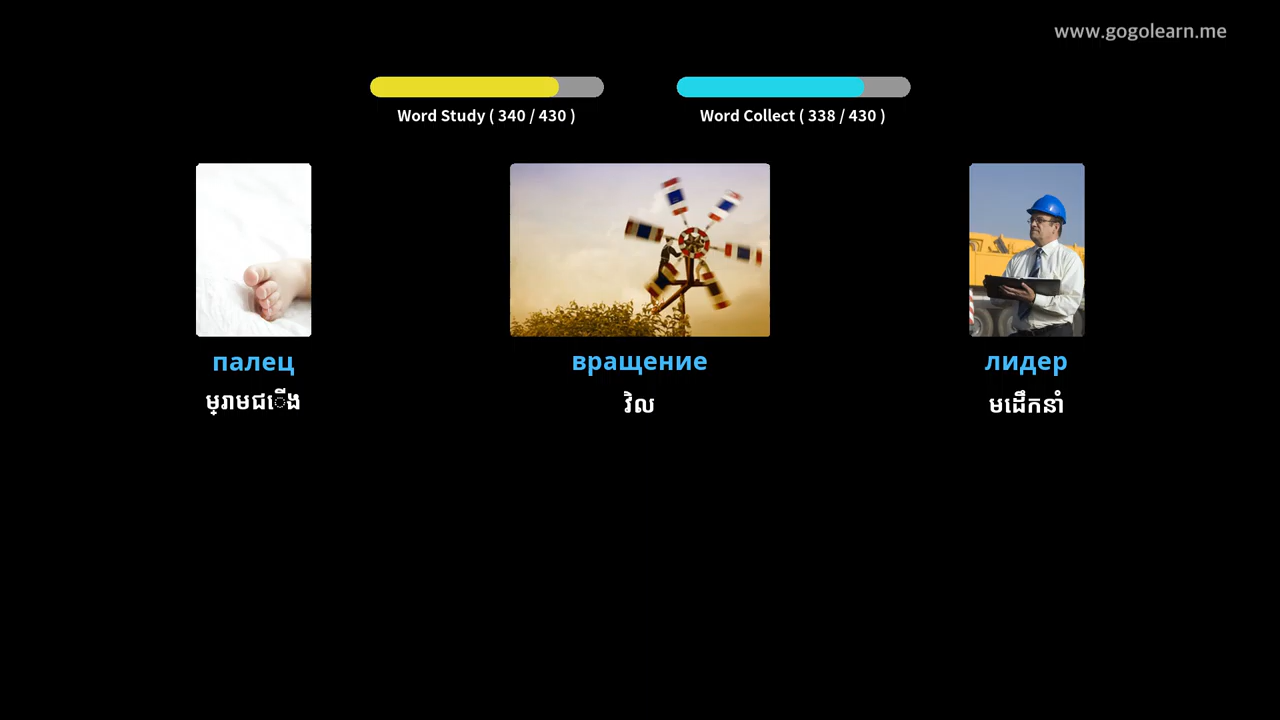 www.gogolearn.me
Word Study ( 340 / 430 )
Word Collect ( 338 / 430 )
палец
вращение
лидер
ម្រាមជើង
វិល
មដឹកនាំ